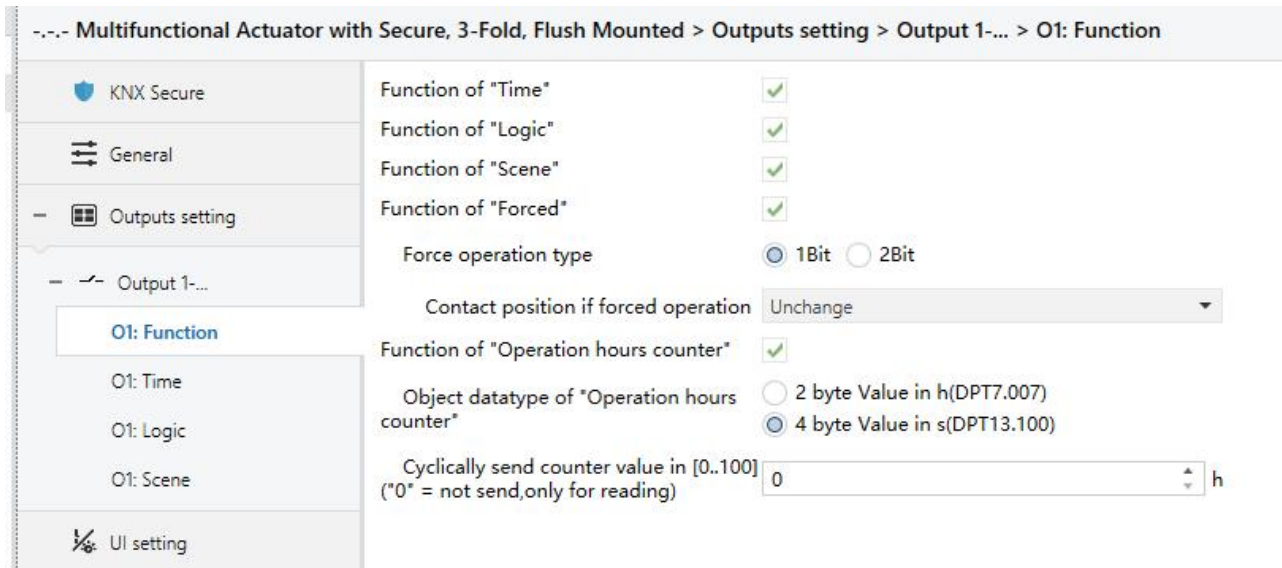 -.-.- Multifunctional Actuator with Secure, 3-Fold, Flush Mounted > Outputs setting > Output 1-... > O1: Function
KNX Secure
General
Outputs setting
Output 1-...
O1: Function
O1: Time
O1: Logic
O1: Scene
UI setting
Function of "Time"
Function of "Logic"
Function of "Scene"
Function of "Forced"
Force operation type
1Bit 2Bit
Contact position if forced operation Unchange
Function of "Operation hours counter"
Object datatype of "Operation hours
counter"
2 byte Value in h(DPT7.007)
4 byte Value in s(DPT13.100)
Cyclically send counter value in [0..100]
("0" = not send,only for reading)
0 h